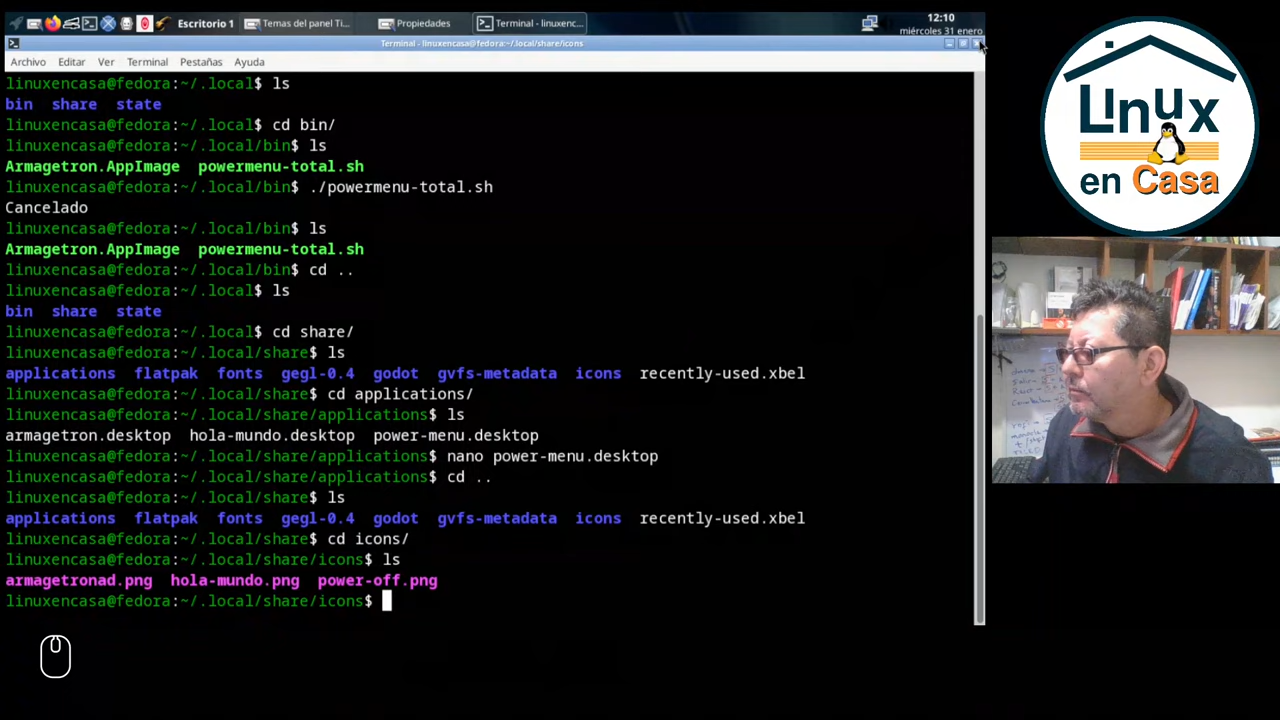 Escritorio 1
Temas del panel Ti...
Propiedades
Terminal - linuxenc...
12:10
miércoles 31 enero
Terminal - linuxencasa@fedora:~/.local/share/icons
Archivo Editar Ver Terminal Pestañas Ayuda
linuxencasa@fedora:~/.local$ ls
bin share state
linuxencasa@fedora:~/.local$ cd bin/
linuxencasa@fedora:~/.local/bin$ ls
Armagetron.AppImage powermenu-total.sh
linuxencasa@fedora:~/.local/bin$ ./powermenu-total.sh
Cancelado
linuxencasa@fedora:~/.local/bin$ ls
Armagetron.AppImage powermenu-total.sh
linuxencasa@fedora:~/.local/bin$ cd ..
linuxencasa@fedora:~/.local$ ls
bin share state
linuxencasa@fedora:~/.local$ cd share/
linuxencasa@fedora:~/.local/share$ ls
applications flatpak fonts gegl-0.4 godot gvfs-metadata icons recently-used.xbel
linuxencasa@fedora:~/.local/share$ cd applications/
linuxencasa@fedora:~/.local/share/applications$ ls
armagetron.desktop hola-mundo.desktop power-menu.desktop
linuxencasa@fedora:~/.local/share/applications$ nano power-menu.desktop
linuxencasa@fedora:~/.local/share/applications$ cd ..
linuxencasa@fedora:~/.local/share$ ls
applications flatpak fonts gegl-0.4 godot gvfs-metadata icons recently-used.xbel
linuxencasa@fedora:~/.local/share$ cd icons/
linuxencasa@fedora:~/.local/share/icons$ ls
armagetronad.png hola-mundo.png power-off.png
linuxencasa@fedora:~/.local/share/icons$
LInux
en Casa